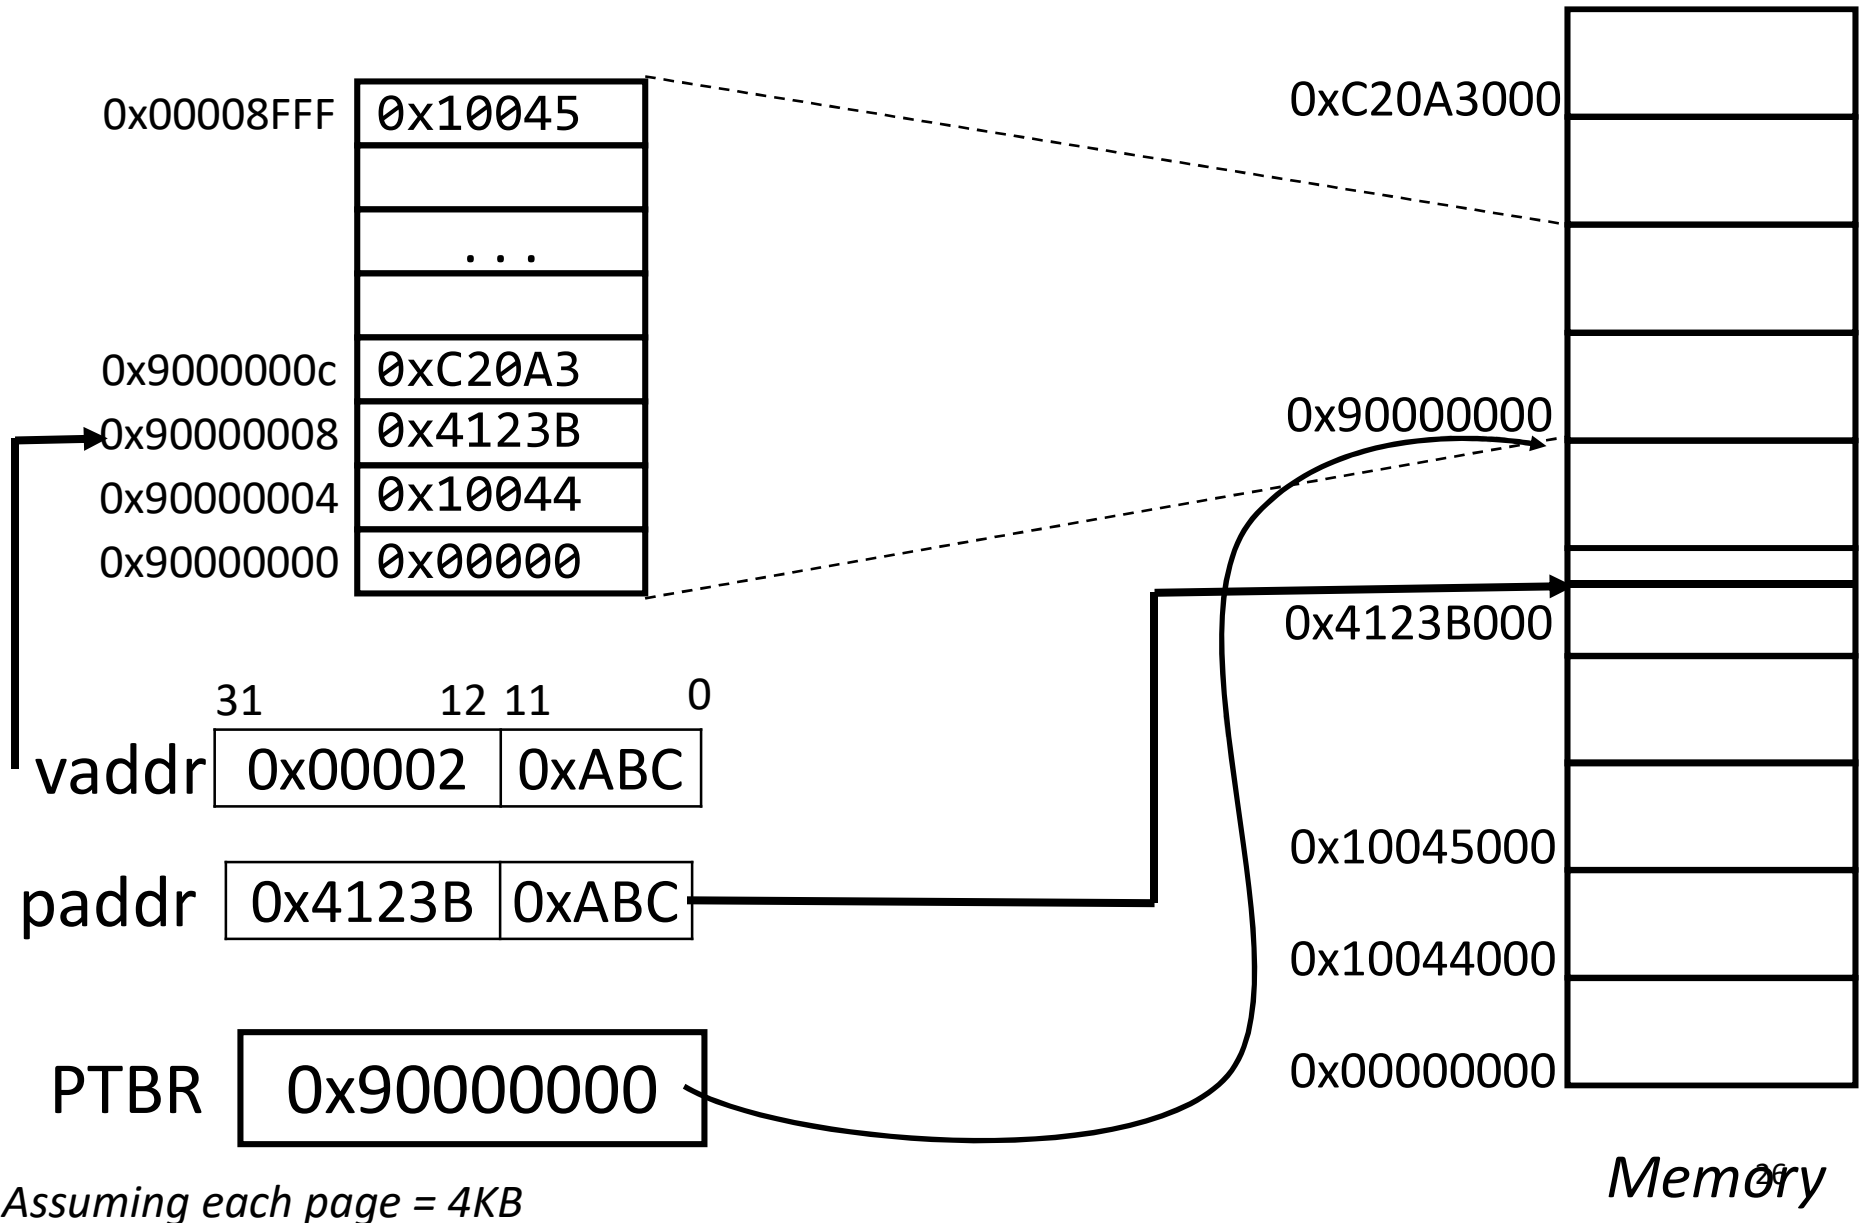 0x00008FFF 0x10045
. . .
0x9000000c 0xC20A3
0x90000008 0x4123B
0x90000004 0x10044
0x90000000 0x00000
31 12 11 0
vaddr 0x00002 0xABC
paddr 0x4123B 0xABC
PTBR 0x90000000
Assuming each page = 4KB
0xC20A3000
0x90000000
0x4123B000
0x10045000
0x10044000
0x00000000
Memory
26